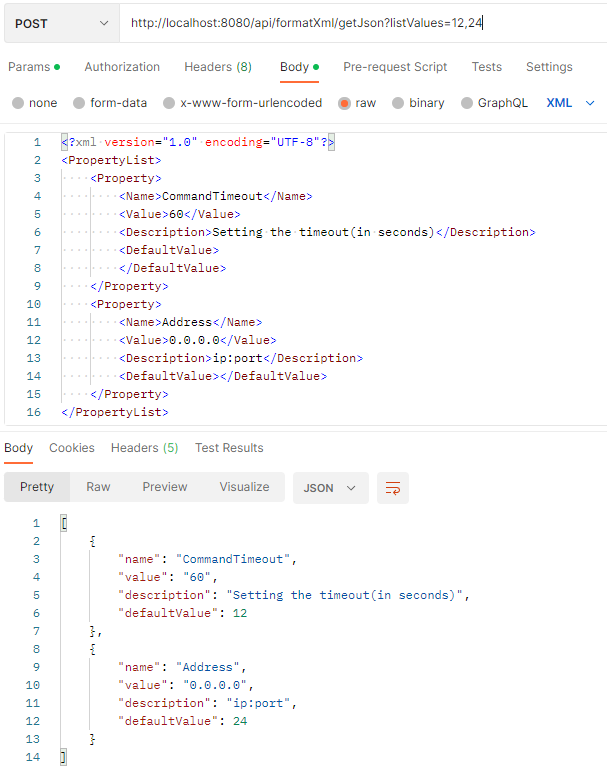 POST http://localhost:8080/api/formatXml/getJson?listValues=12,24
Params Authorization Headers (8) Body Pre-request Script Tests Settings
none form-data x-www-form-urlencoded raw binary GraphQL XML
1 <?xml version="1.0" encoding="UTF-8"?>
2 <PropertyList>
3 <Property>
4 <Name>CommandTimeout</Name>
5 <Value>60</Value>
6 <Description>Setting the timeout(in seconds)</Description>
7 <DefaultValue>
8 </DefaultValue>
9 </Property>
10 <Property>
11 <Name>Address</Name>
12 <Value>0.0.0.0</Value>
13 <Description>ip:port</Description>
14 <DefaultValue></DefaultValue>
15 </Property>
16 </PropertyList>
Body Cookies Headers (5) Test Results
Pretty Raw Preview Visualize JSON
1 [
2 {
3 "name": "CommandTimeout",
4 "value": "60",
5 "description": "Setting the timeout(in seconds)",
6 "defaultValue": 12
7 },
8 {
9 "name": "Address",
10 "value": "0.0.0.0",
11 "description": "ip:port",
12 "defaultValue": 24
13 }
14 ]